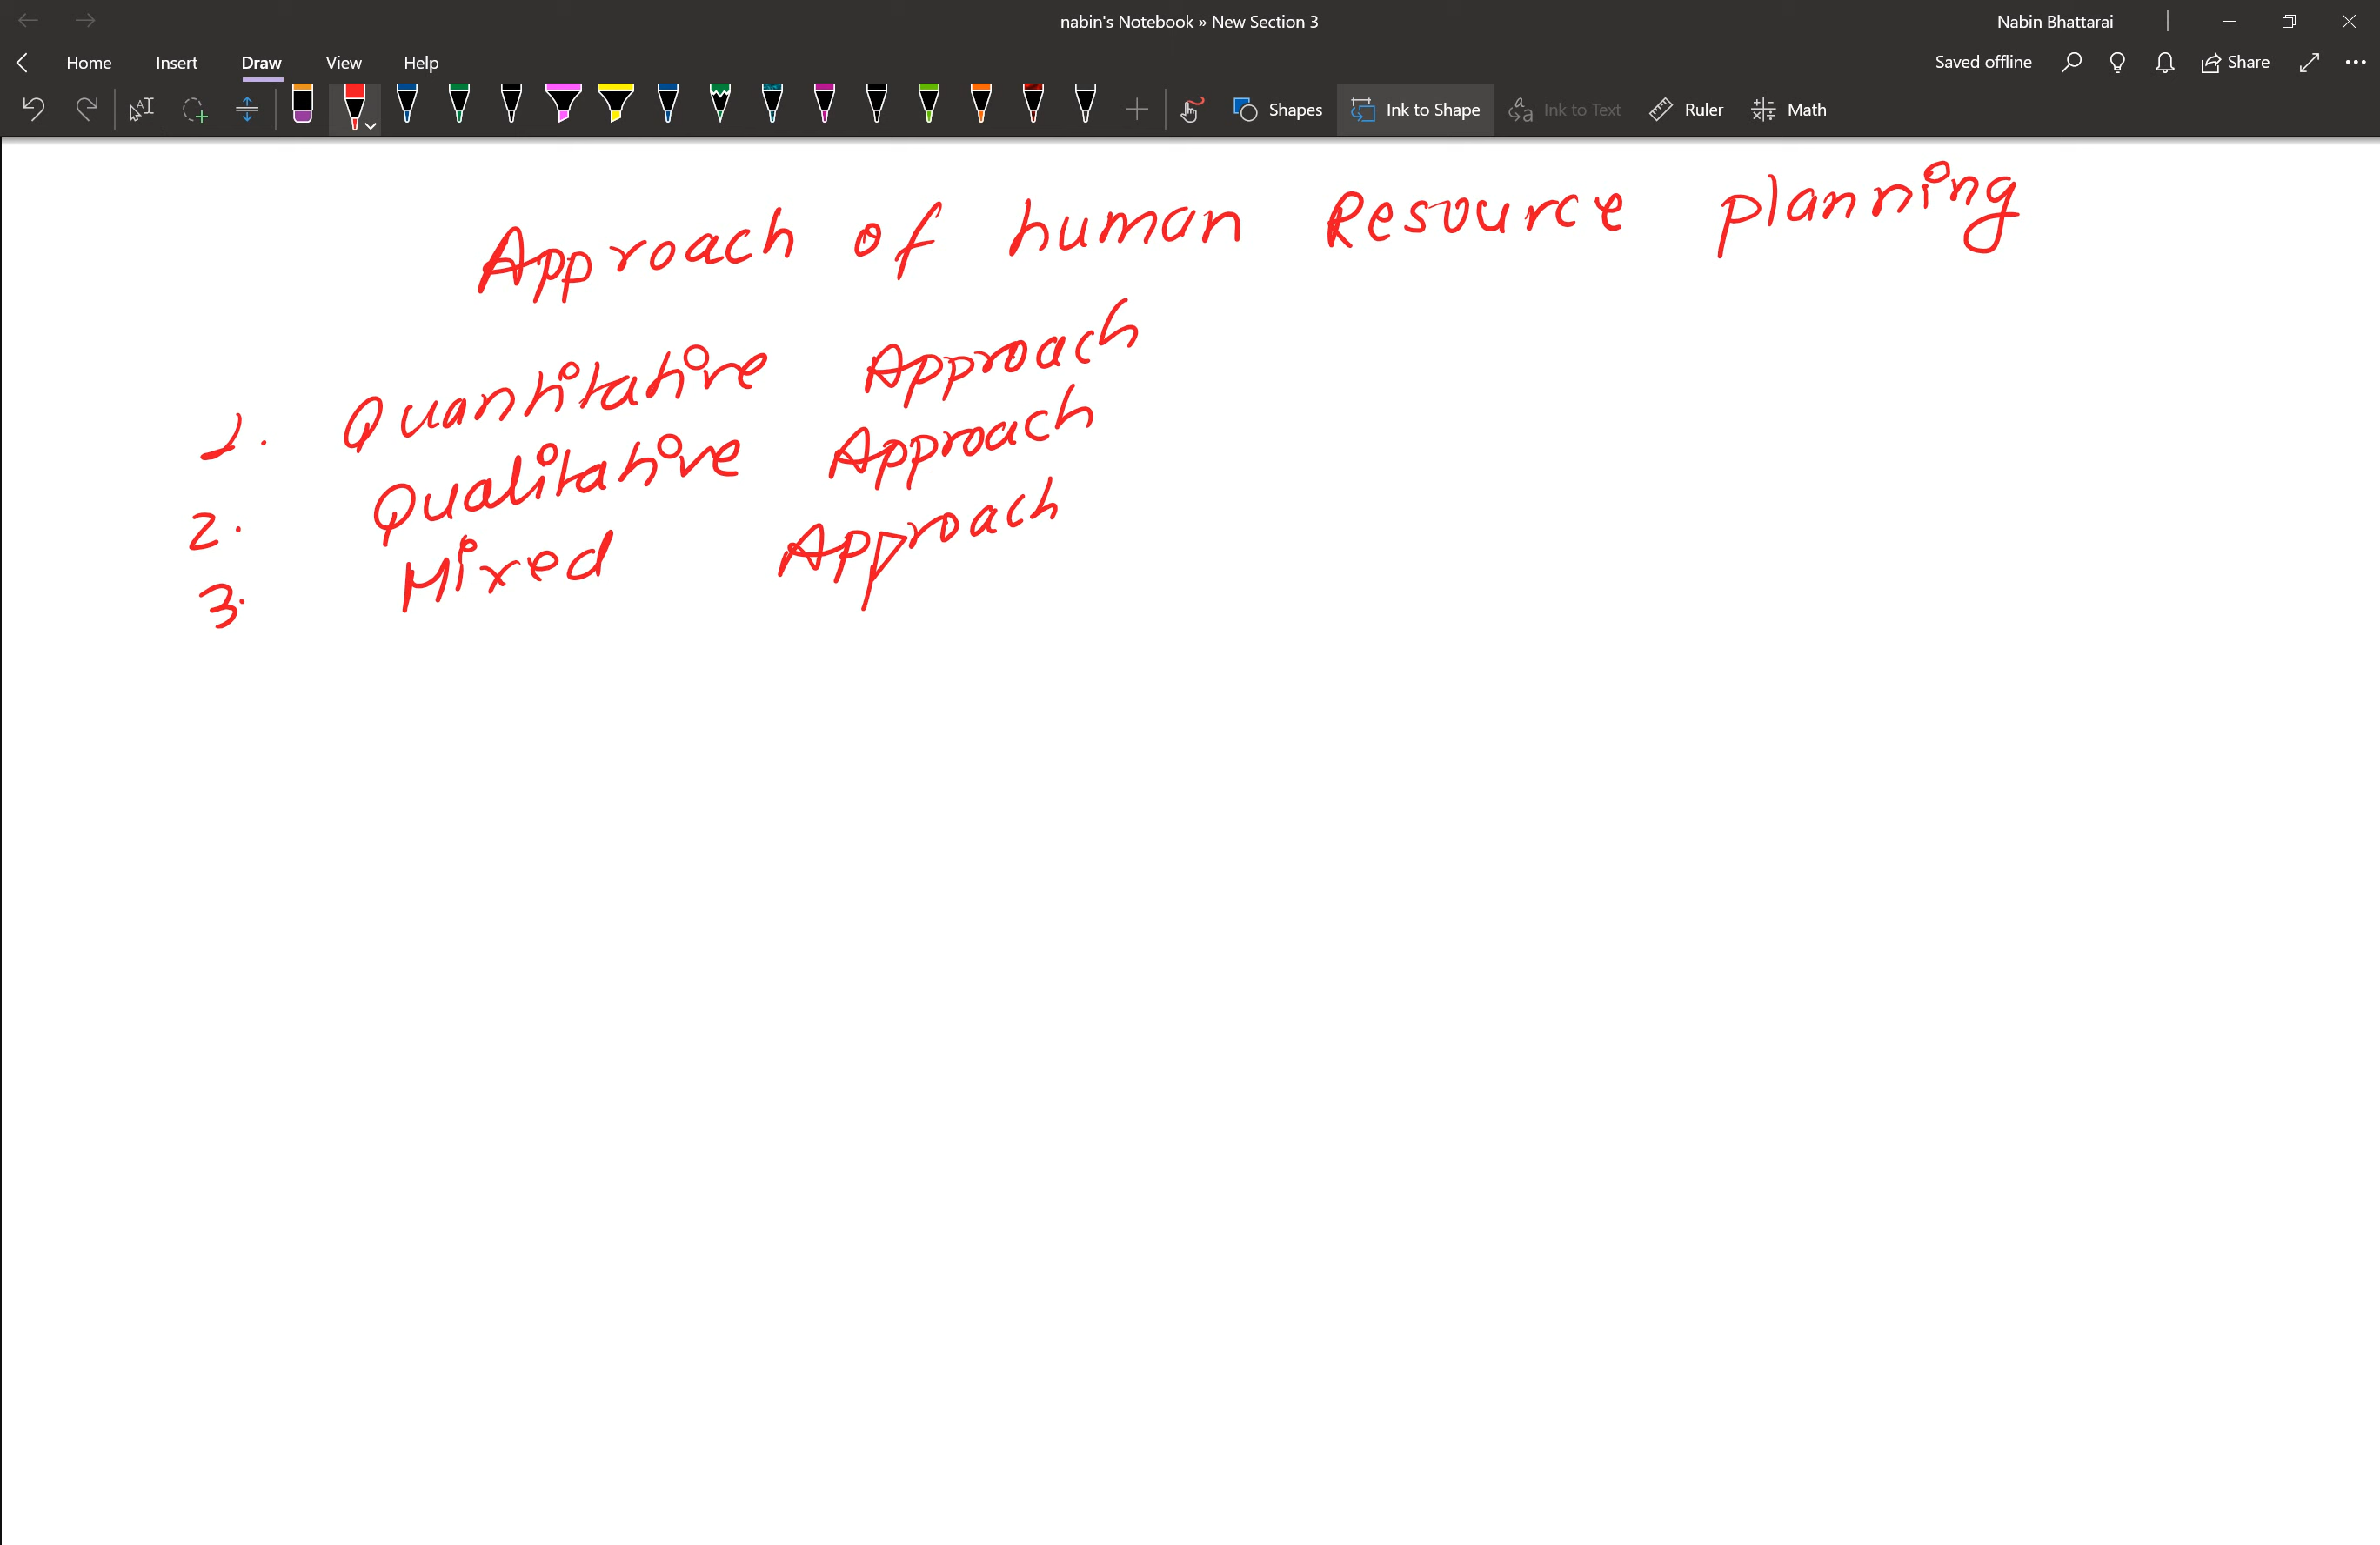 nabin's Notebook » New Section 3
Nabin Bhattarai
Home Insert Draw View Help
Saved offline
Share
Shapes
Ink to Shape
Ink to Text
Ruler
Math
Approach of human Resource planning
1. Quantitative Approach
2. Qualitative Approach
3. Mixed Approach